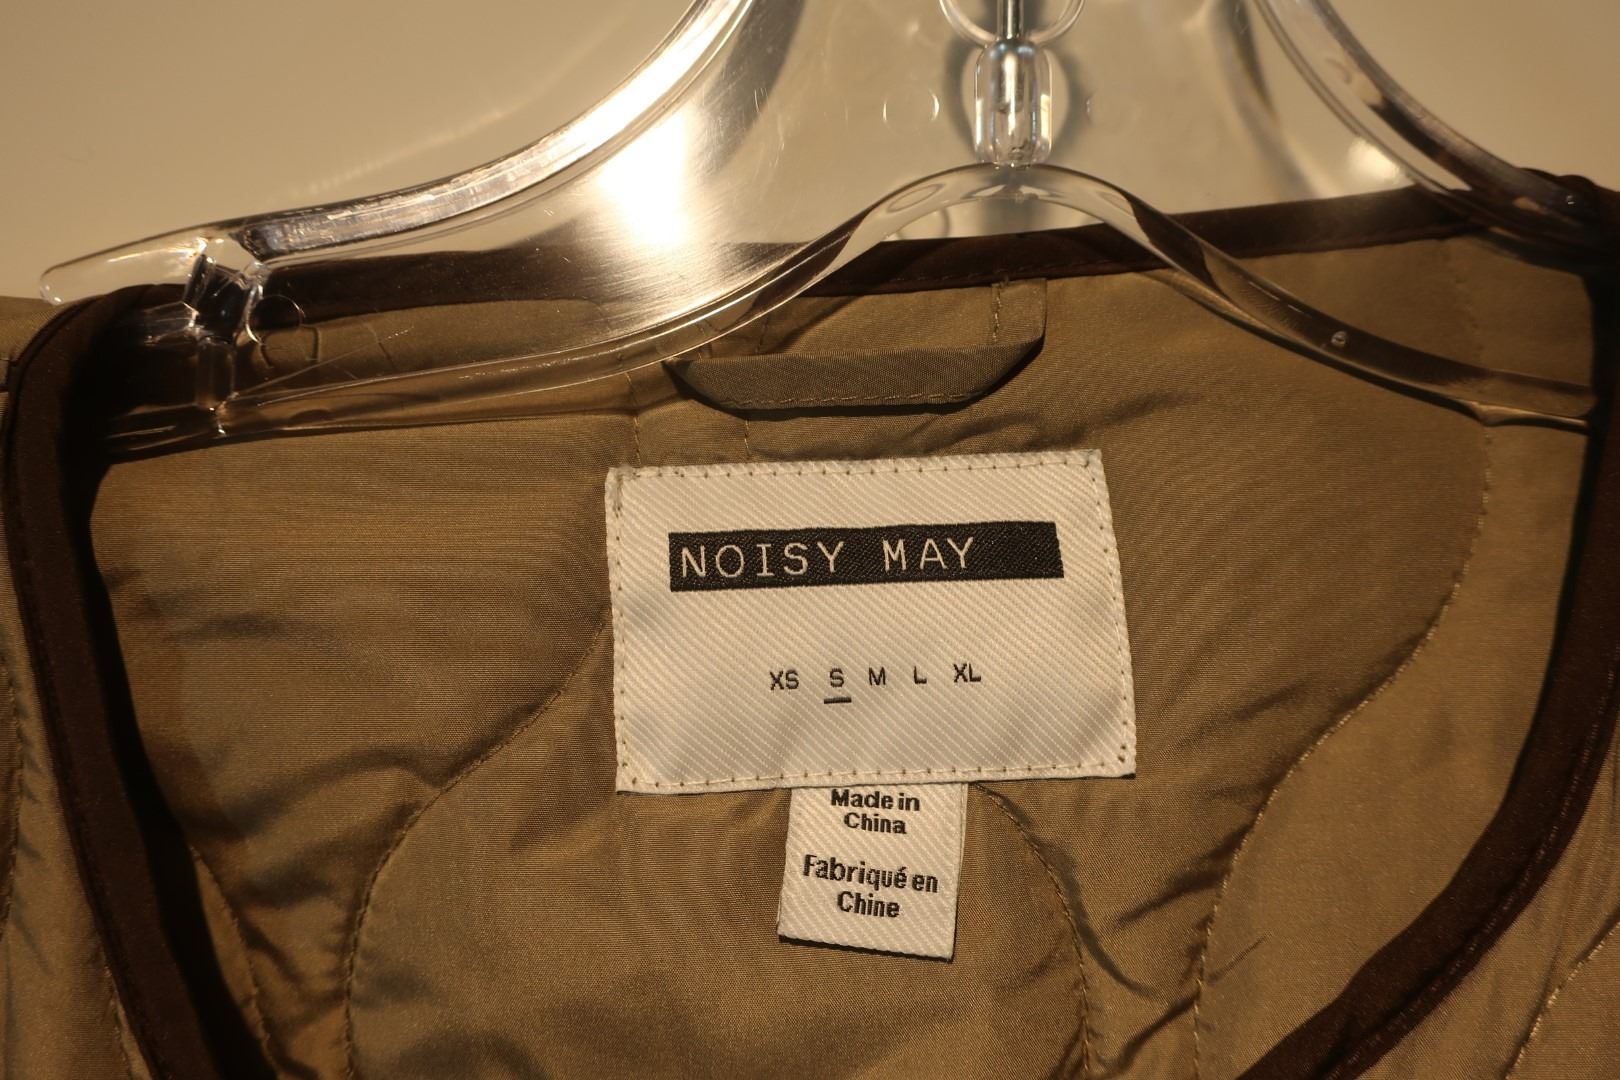 NOISY MAY
XS S M L XL
Made in
China
Fabriqué en
Chine